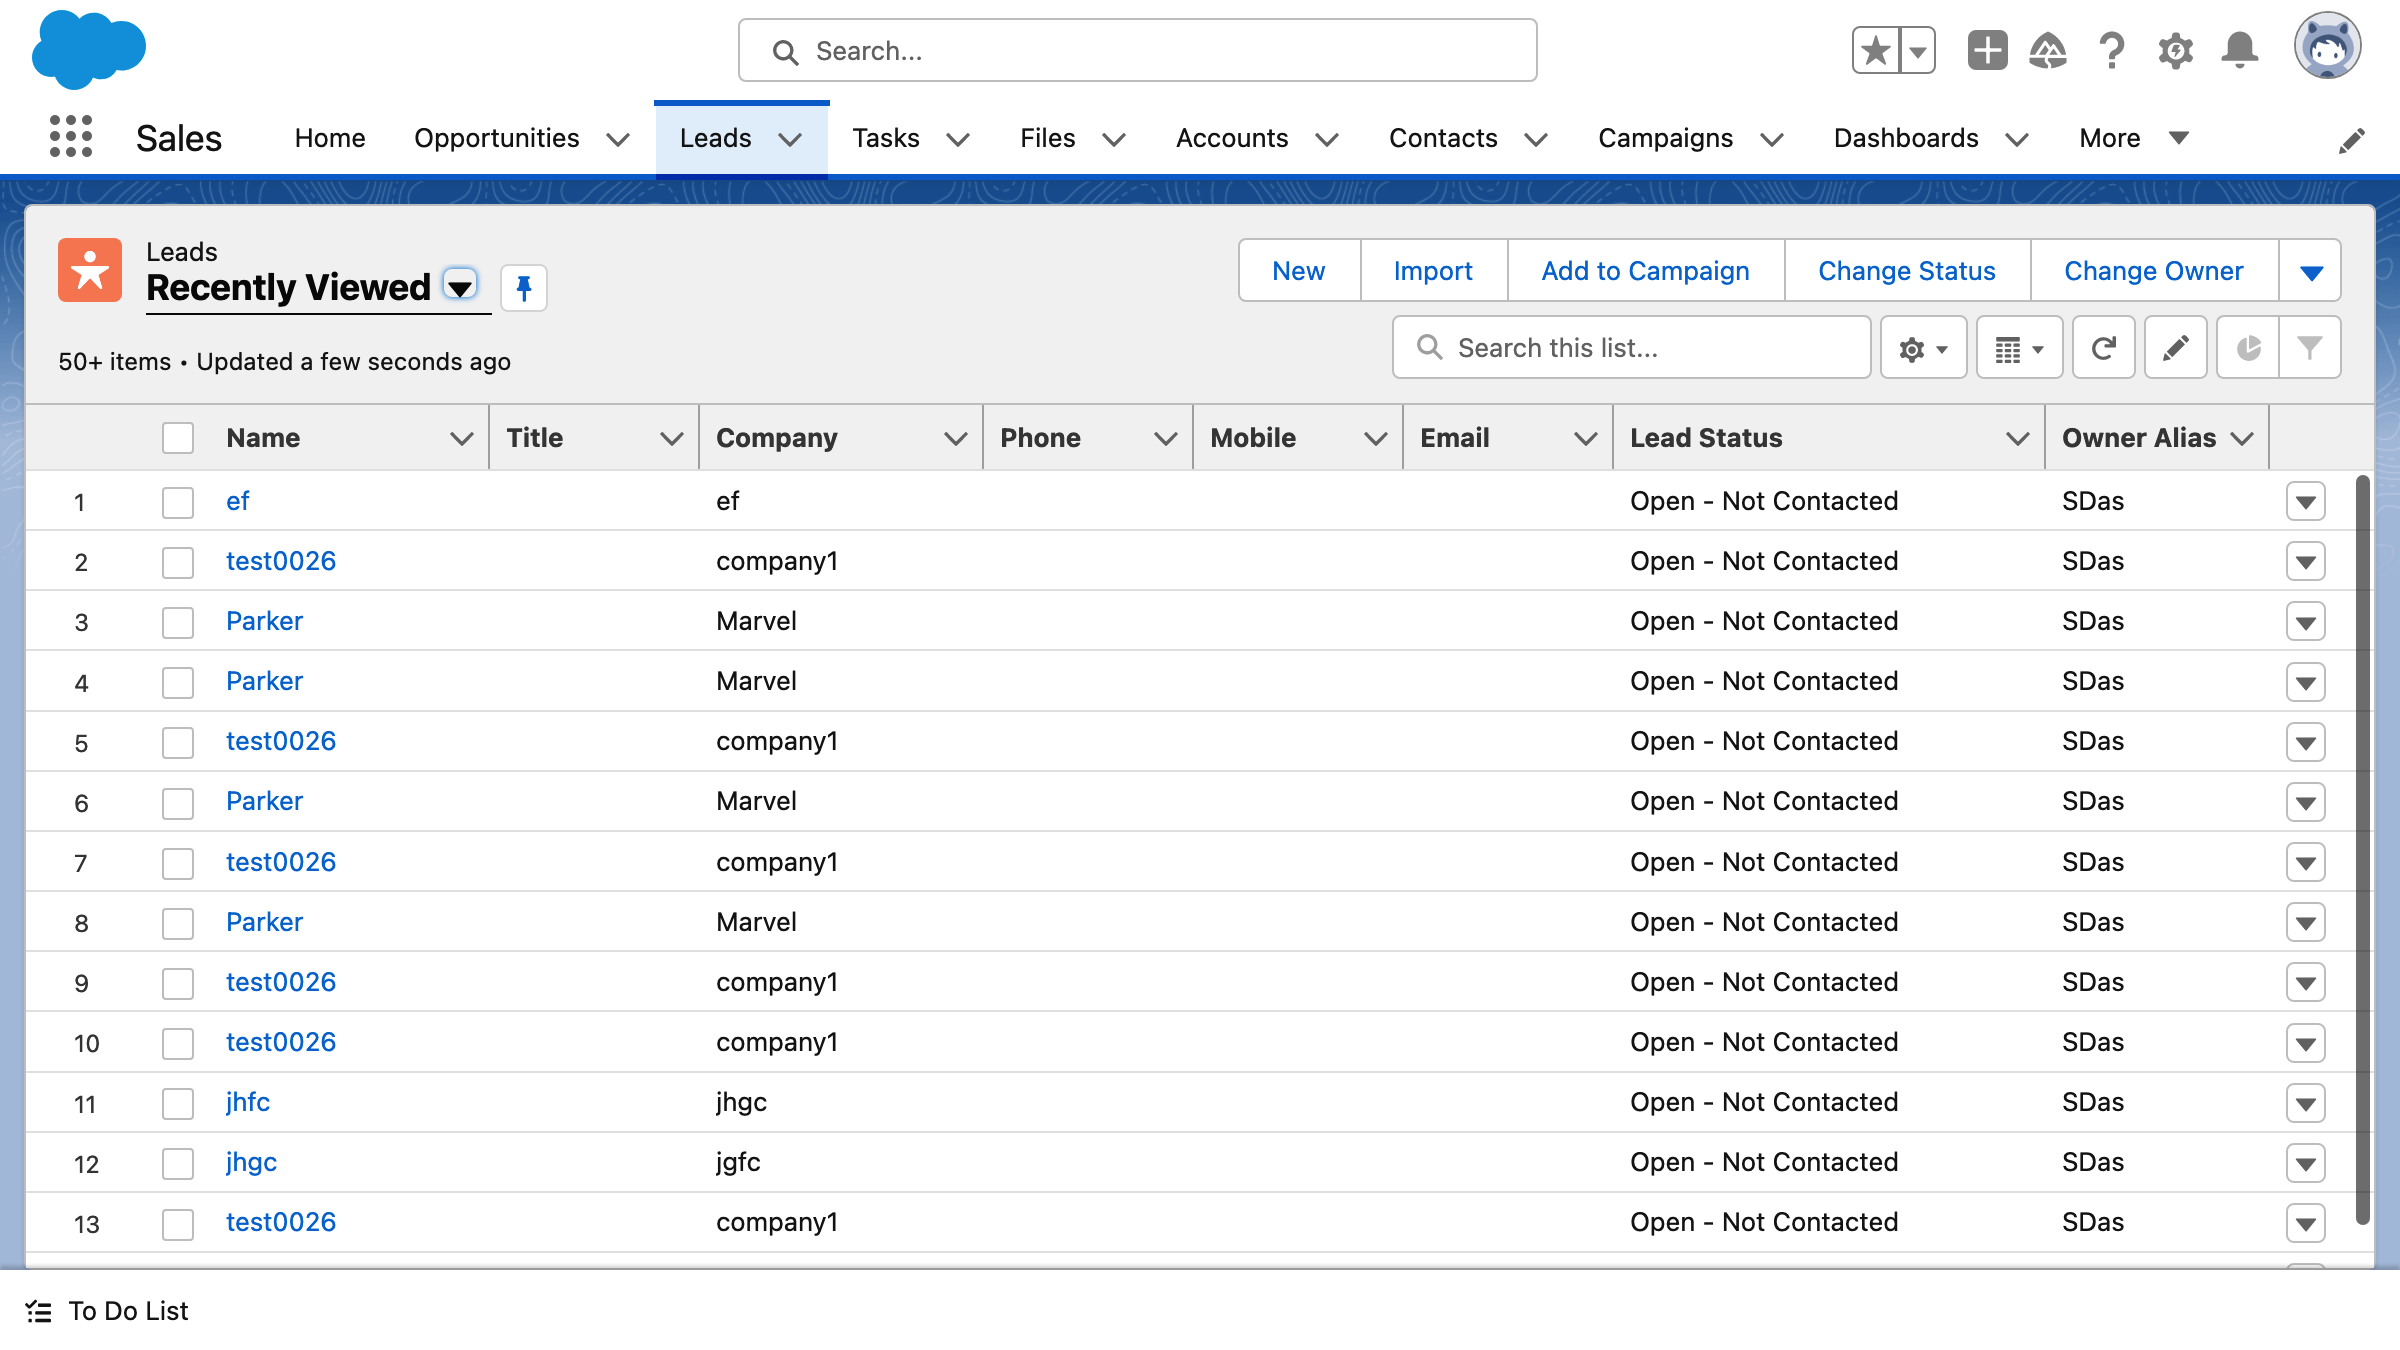 Search...
Sales Home Opportunities Leads Tasks Files Accounts Contacts Campaigns Dashboards More
Leads
Recently Viewed
New Import Add to Campaign Change Status Change Owner
50+ items • Updated a few seconds ago
Search this list...
Name Title Company Phone Mobile Email Lead Status Owner Alias
1 ef ef Open - Not Contacted SDas
2 test0026 company1 Open - Not Contacted SDas
3 Parker Marvel Open - Not Contacted SDas
4 Parker Marvel Open - Not Contacted SDas
5 test0026 company1 Open - Not Contacted SDas
6 Parker Marvel Open - Not Contacted SDas
7 test0026 company1 Open - Not Contacted SDas
8 Parker Marvel Open - Not Contacted SDas
9 test0026 company1 Open - Not Contacted SDas
10 test0026 company1 Open - Not Contacted SDas
11 jhfc jhgc Open - Not Contacted SDas
12 jhgc jgfc Open - Not Contacted SDas
13 test0026 company1 Open - Not Contacted SDas
To Do List